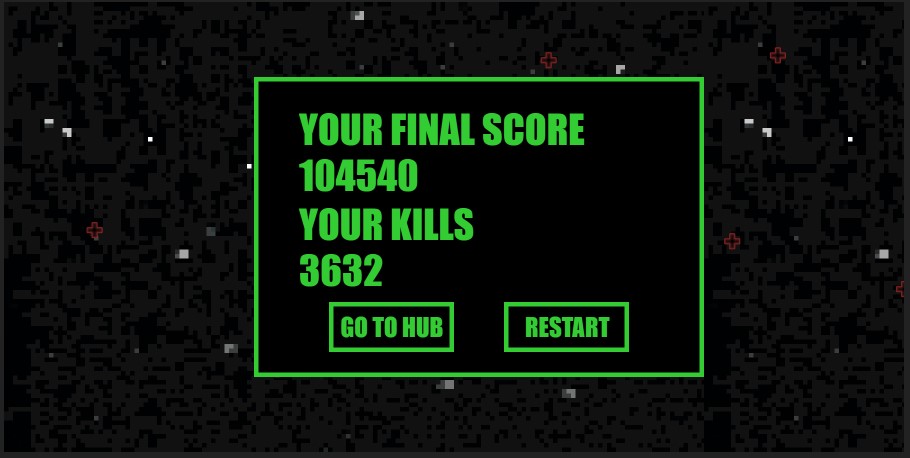 YOUR FINAL SCORE
104540
YOUR KILLS
3632
GO TO HUB
RESTART